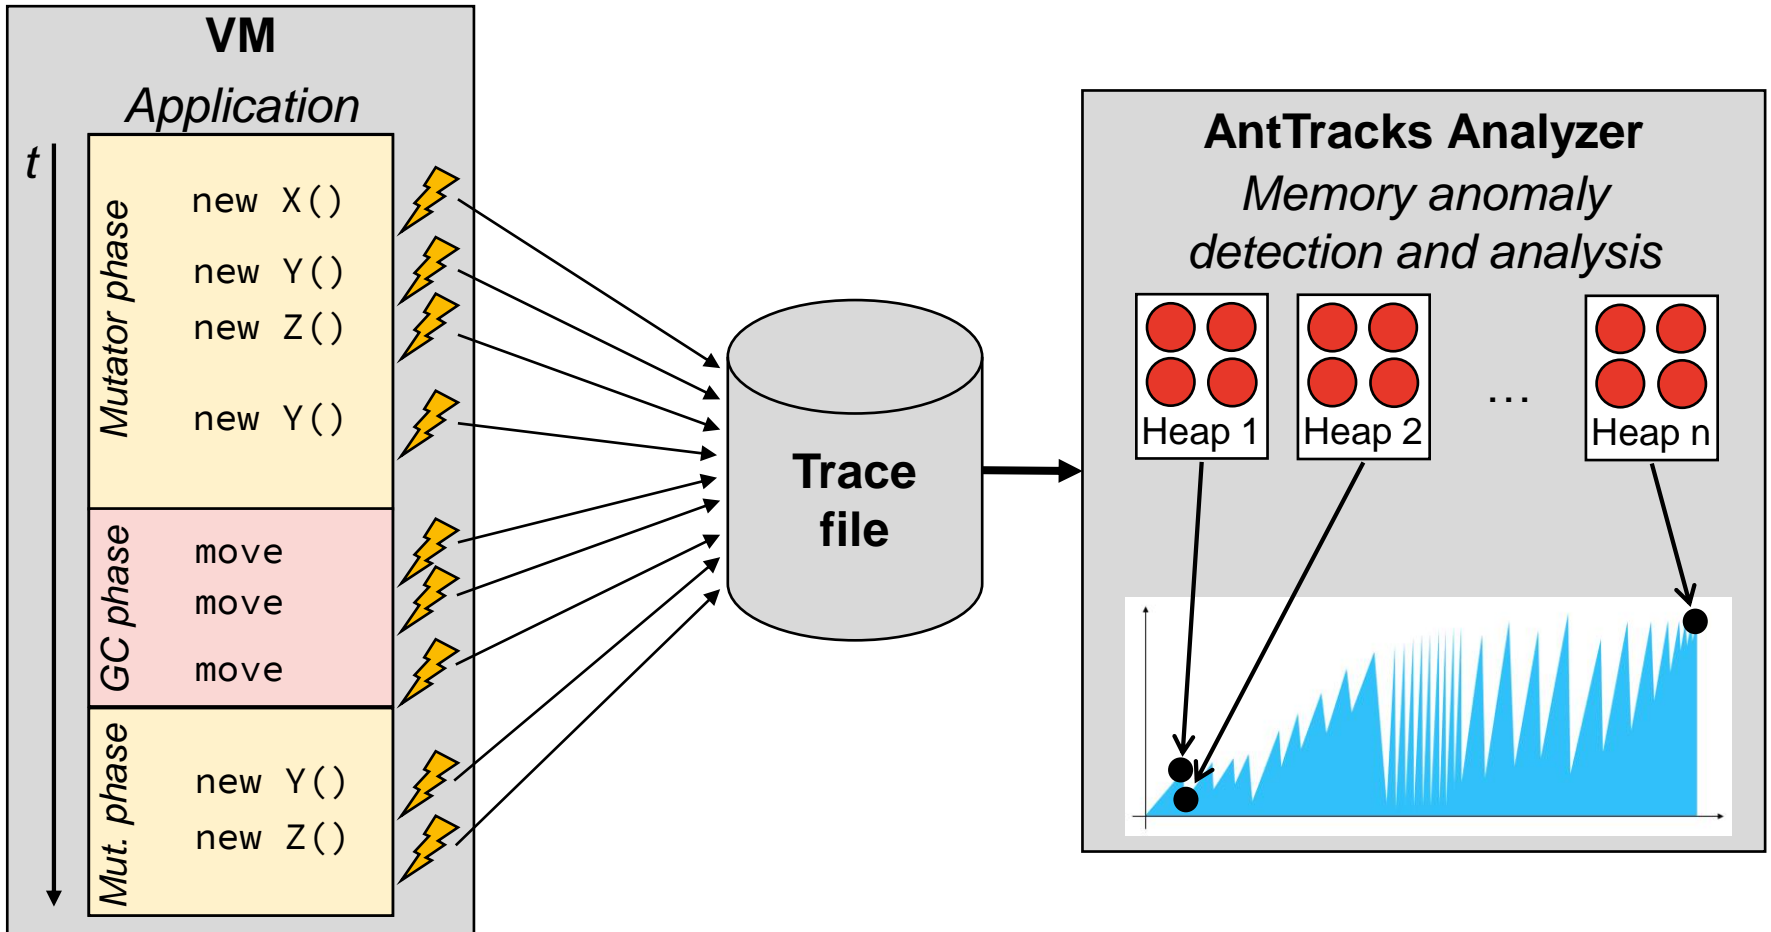 VM
Application
t
Mutator phase
new X()
new Y()
new Z()
new Y()
GC phase
move
move
move
Mut. phase
new Y()
new Z()
Trace
file
AntTracks Analyzer
Memory anomaly
detection and analysis
Heap 1
Heap 2
...
Heap n